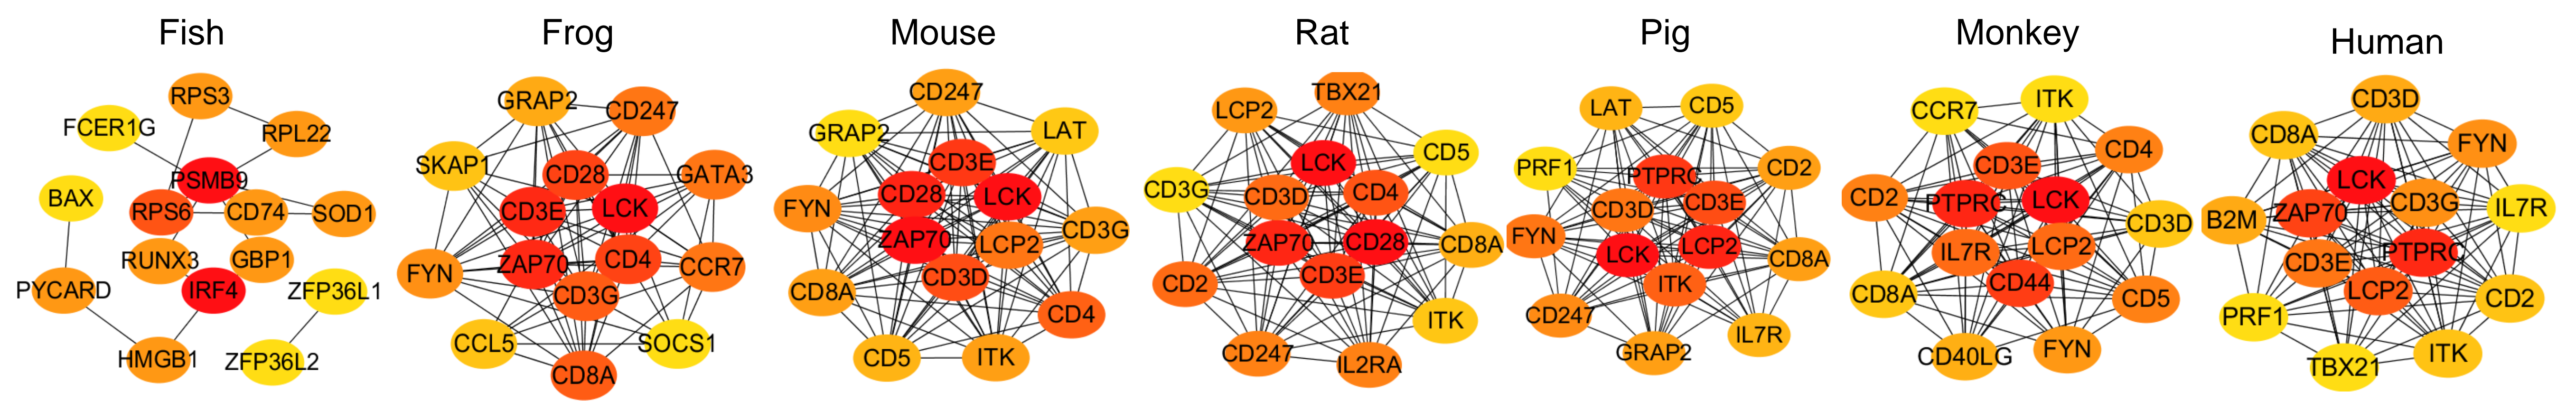 Fish
RPS3
FCER1G
RPL22
PSMB9
BAX
RPS6
CD74
SOD1
RUNX3
GBP1
PYCARD
IRF4
ZFP36L1
HMGB1
ZFP36L2
Frog
GRAP2
CD247
SKAP1
CD28
GATA3
CD3E
LCK
ZAP70
CD4
CCR7
FYN
CD3G
CCL5
SOCS1
CD8A
Mouse
CD247
GRAP2
LAT
CD3E
CD28
LCK
FYN
ZAP70
LCP2
CD3G
CD3D
CD8A
CD4
CD5
ITK
Rat
TBX21
LCP2
CD5
LCK
CD3G
CD3D
CD4
ZAP70
CD28
CD8A
CD3E
CD2
ITK
CD247
IL2RA
Pig
LAT
CD5
PRF1
PTPRC
CD2
CD3D
CD3E
FYN
LCK
LCP2
CD8A
ITK
CD247
IL7R
GRAP2
Monkey
CCR7
ITK
CD3E
CD4
CD2
PTPRC
LCK
CD3D
IL7R
LCP2
CD8A
CD44
CD5
CD40LG
FYN
Human
CD3D
CD8A
FYN
LCK
B2M
ZAP70
CD3G
IL7R
CD3E
PTPRC
LCP2
CD2
PRF1
ITK
TBX21